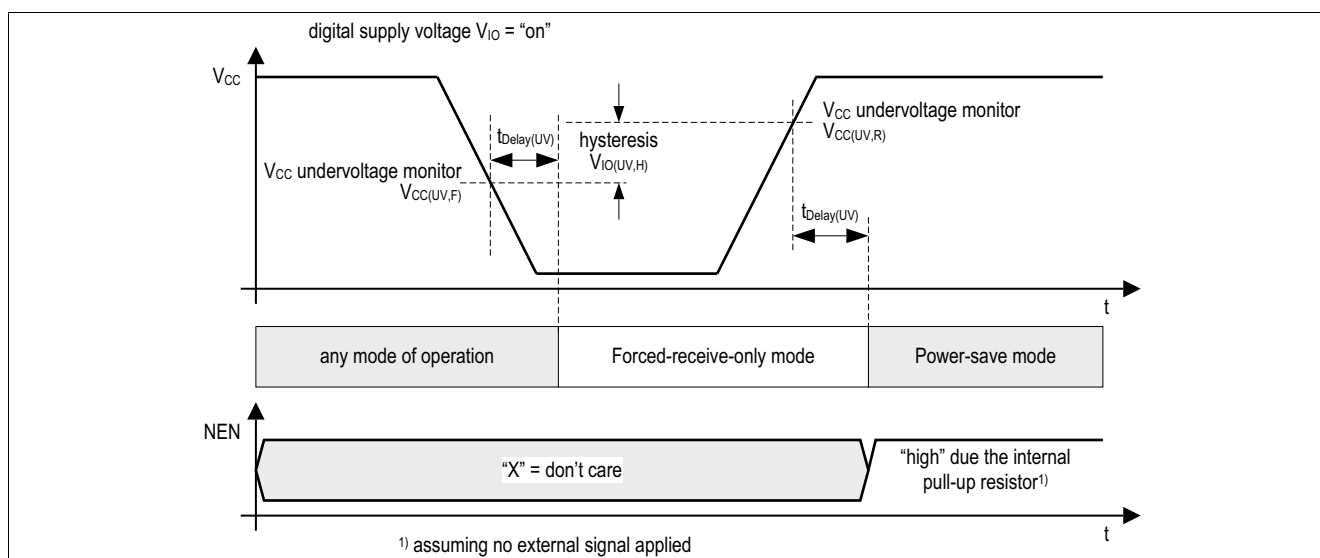 digital supply voltage VIO = “on”
VCC
tDelay(UV)
hysteresis
VIO(UV,H)
VCC undervoltage monitor
VCC(UV,R)
VCC undervoltage monitor
VCC(UV,F)
tDelay(UV)
t
any mode of operation
Forced-receive-only mode
Power-save mode
NEN
“X” = don’t care
“high” due the internal
pull-up resistor1)
t
1) assuming no external signal applied